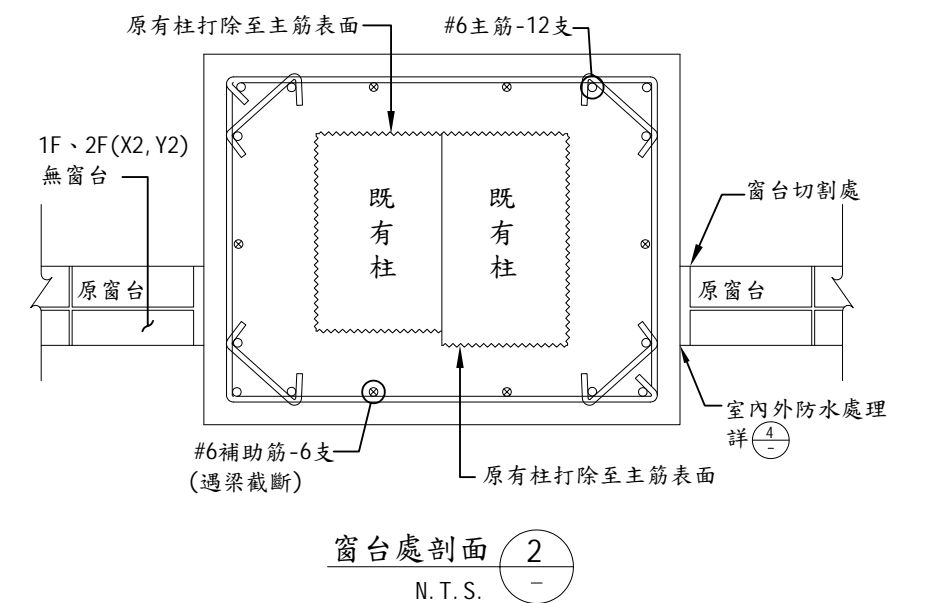 原有柱打除至主筋表面
#6主筋-12支
1F、2F(X2,Y2)
無窗台
窗台切割處
既有柱
既有柱
原窗台
原窗台
室內外防水處理
詳 4
-
#6補助筋-6支
(遇梁截斷)
原有柱打除至主筋表面
窗台處剖面 2
-
N.T.S.